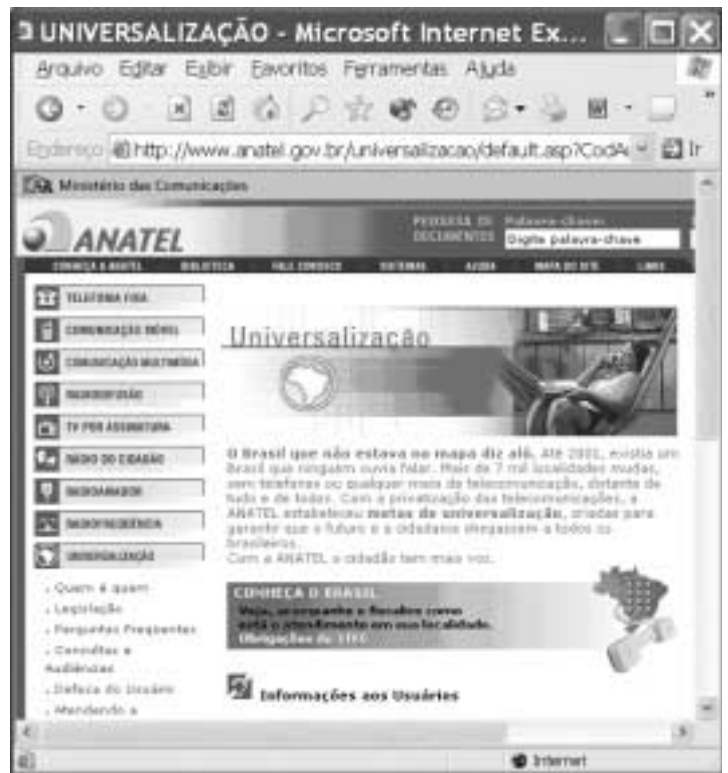 UNIVERSALIZAÇÃO - Microsoft Internet Ex...
Arquivo Editar Exibir Favoritos Ferramentas Ajuda
Endereço http://www.anatel.gov.br/universalizacao/default.asp?CodA Ir
Ministério das Comunicações
ANATEL
PESQUISA DE DOCUMENTOS
Palavra-chave:
Digite palavra-chave
CONHEÇA A ANATEL BIBLIOTECA FALE CONOSCO SISTEMAS AJUDA MAPA DO SITE LINKS
TELEFONIA FIXA
COMUNICAÇÃO MÓVEL
COMUNICAÇÃO MULTIMÍDIA
RADIODIFUSÃO
TV POR ASSINATURA
RÁDIO DO CIDADÃO
RADIOAMADOR
RADIOFREQÜÊNCIA
UNIVERSALIZAÇÃO
. Quem é quem
. Legislação
. Perguntas Freqüentes
. Consultas e
Audiências
. Defesa do Usuário
. Atendendo a
Universalização
O Brasil que não estava no mapa diz alô. Até 2001, existia um
Brasil que ninguém ouvia falar. Mais de 7 mil localidades mudas,
sem telefones ou qualquer meio de telecomunicação, distante de
tudo e de todos. Com a privatização das telecomunicações, a
ANATEL estabeleceu metas de universalização, criadas para
garantir que o futuro e a cidadania chegassem a todos os
brasileiros.
Com a ANATEL o cidadão tem mais voz.
CONHEÇA O BRASIL
Veja, acompanhe e fiscalize como
está o atendimento em sua localidade.
Obrigações do STFC
Informações aos Usuários
Internet